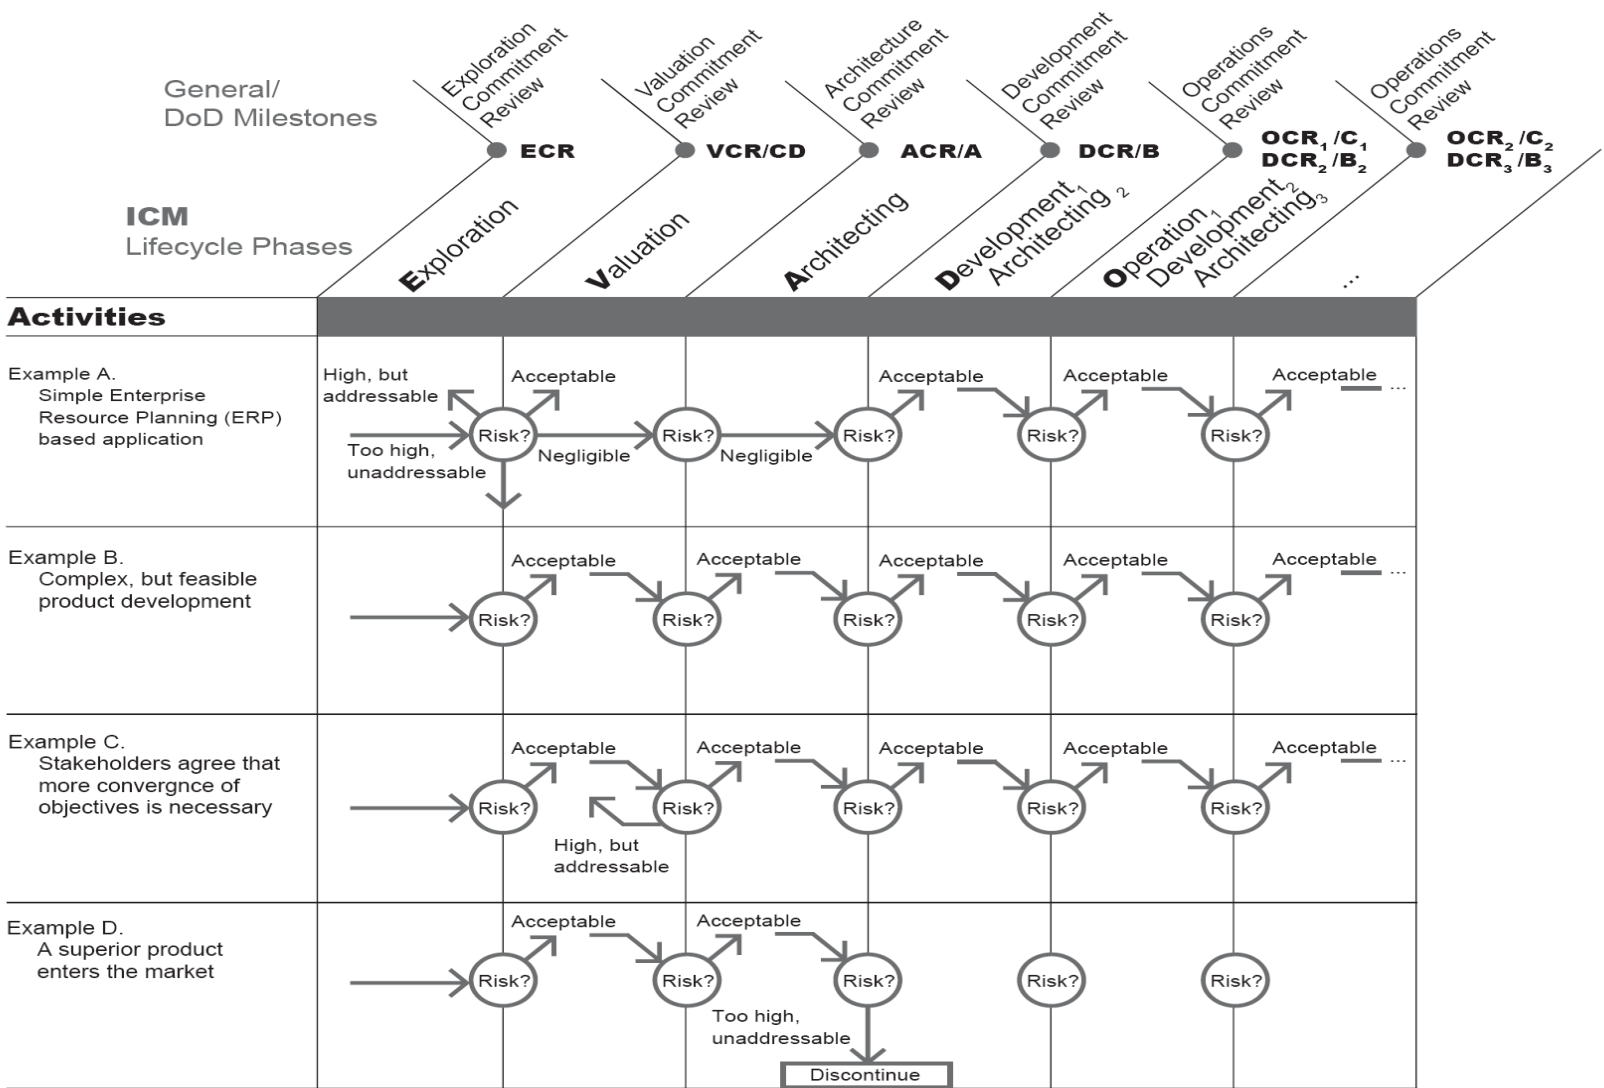 General/
DoD Milestones
Exploration
Commitment
Review
Valuation
Commitment
Review
Architecture
Commitment
Review
Development
Commitment
Review
Operations
Commitment
Review
Operations
Commitment
Review
ECR
VCR/CD
ACR/A
DCR/B
OCR₁/C₁
DCR₂/B₂
OCR₂/C₂
DCR₃/B₃
ICM
Lifecycle Phases
Exploration
Valuation
Architecting
Development₁
Architecting₂
Operation₁
Development₂
Architecting₃
...
Activities
Example A.
Simple Enterprise
Resource Planning (ERP)
based application
High, but
addressable
Too high,
unaddressable
Risk?
Acceptable
Negligible
Risk?
Negligible
Risk?
Acceptable
Risk?
Acceptable
Risk?
Acceptable
...
Example B.
Complex, but feasible
product development
Risk?
Acceptable
Risk?
Acceptable
Risk?
Acceptable
Risk?
Acceptable
Risk?
Acceptable
...
Example C.
Stakeholders agree that
more convergnce of
objectives is necessary
Risk?
Acceptable
High, but
addressable
Risk?
Acceptable
Risk?
Acceptable
Risk?
Acceptable
Risk?
Acceptable
...
Example D.
A superior product
enters the market
Risk?
Acceptable
Risk?
Acceptable
Risk?
Too high,
unaddressable
Discontinue
Risk?
Risk?